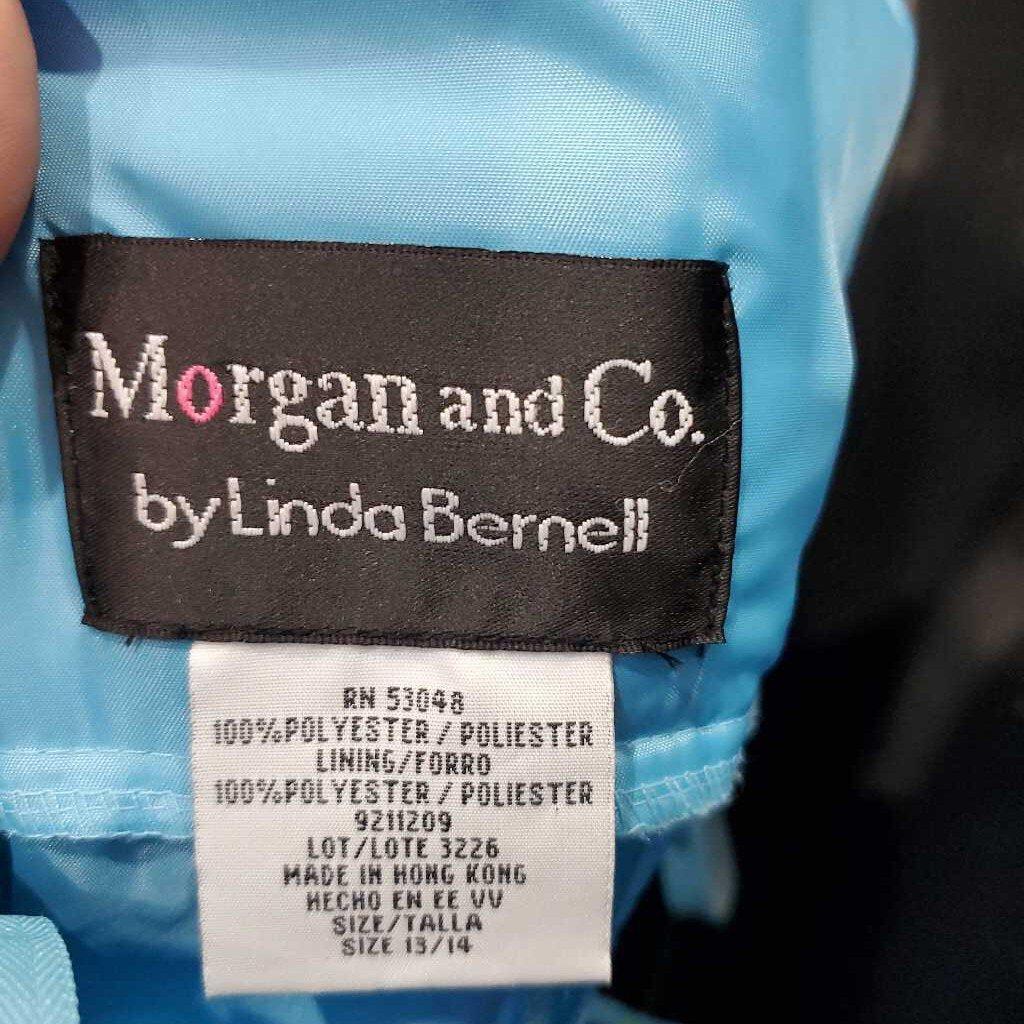 Morgan and Co.
by Linda Bernell
RN 53048
100%POLYESTER / POLIESTER
LINING/FORRO
100%POLYESTER / POLIESTER
9211209
LOT/LOTE 3226
MADE IN HONG KONG
HECHO EN EE VV
SIZE/TALLA
SIZE 13/14